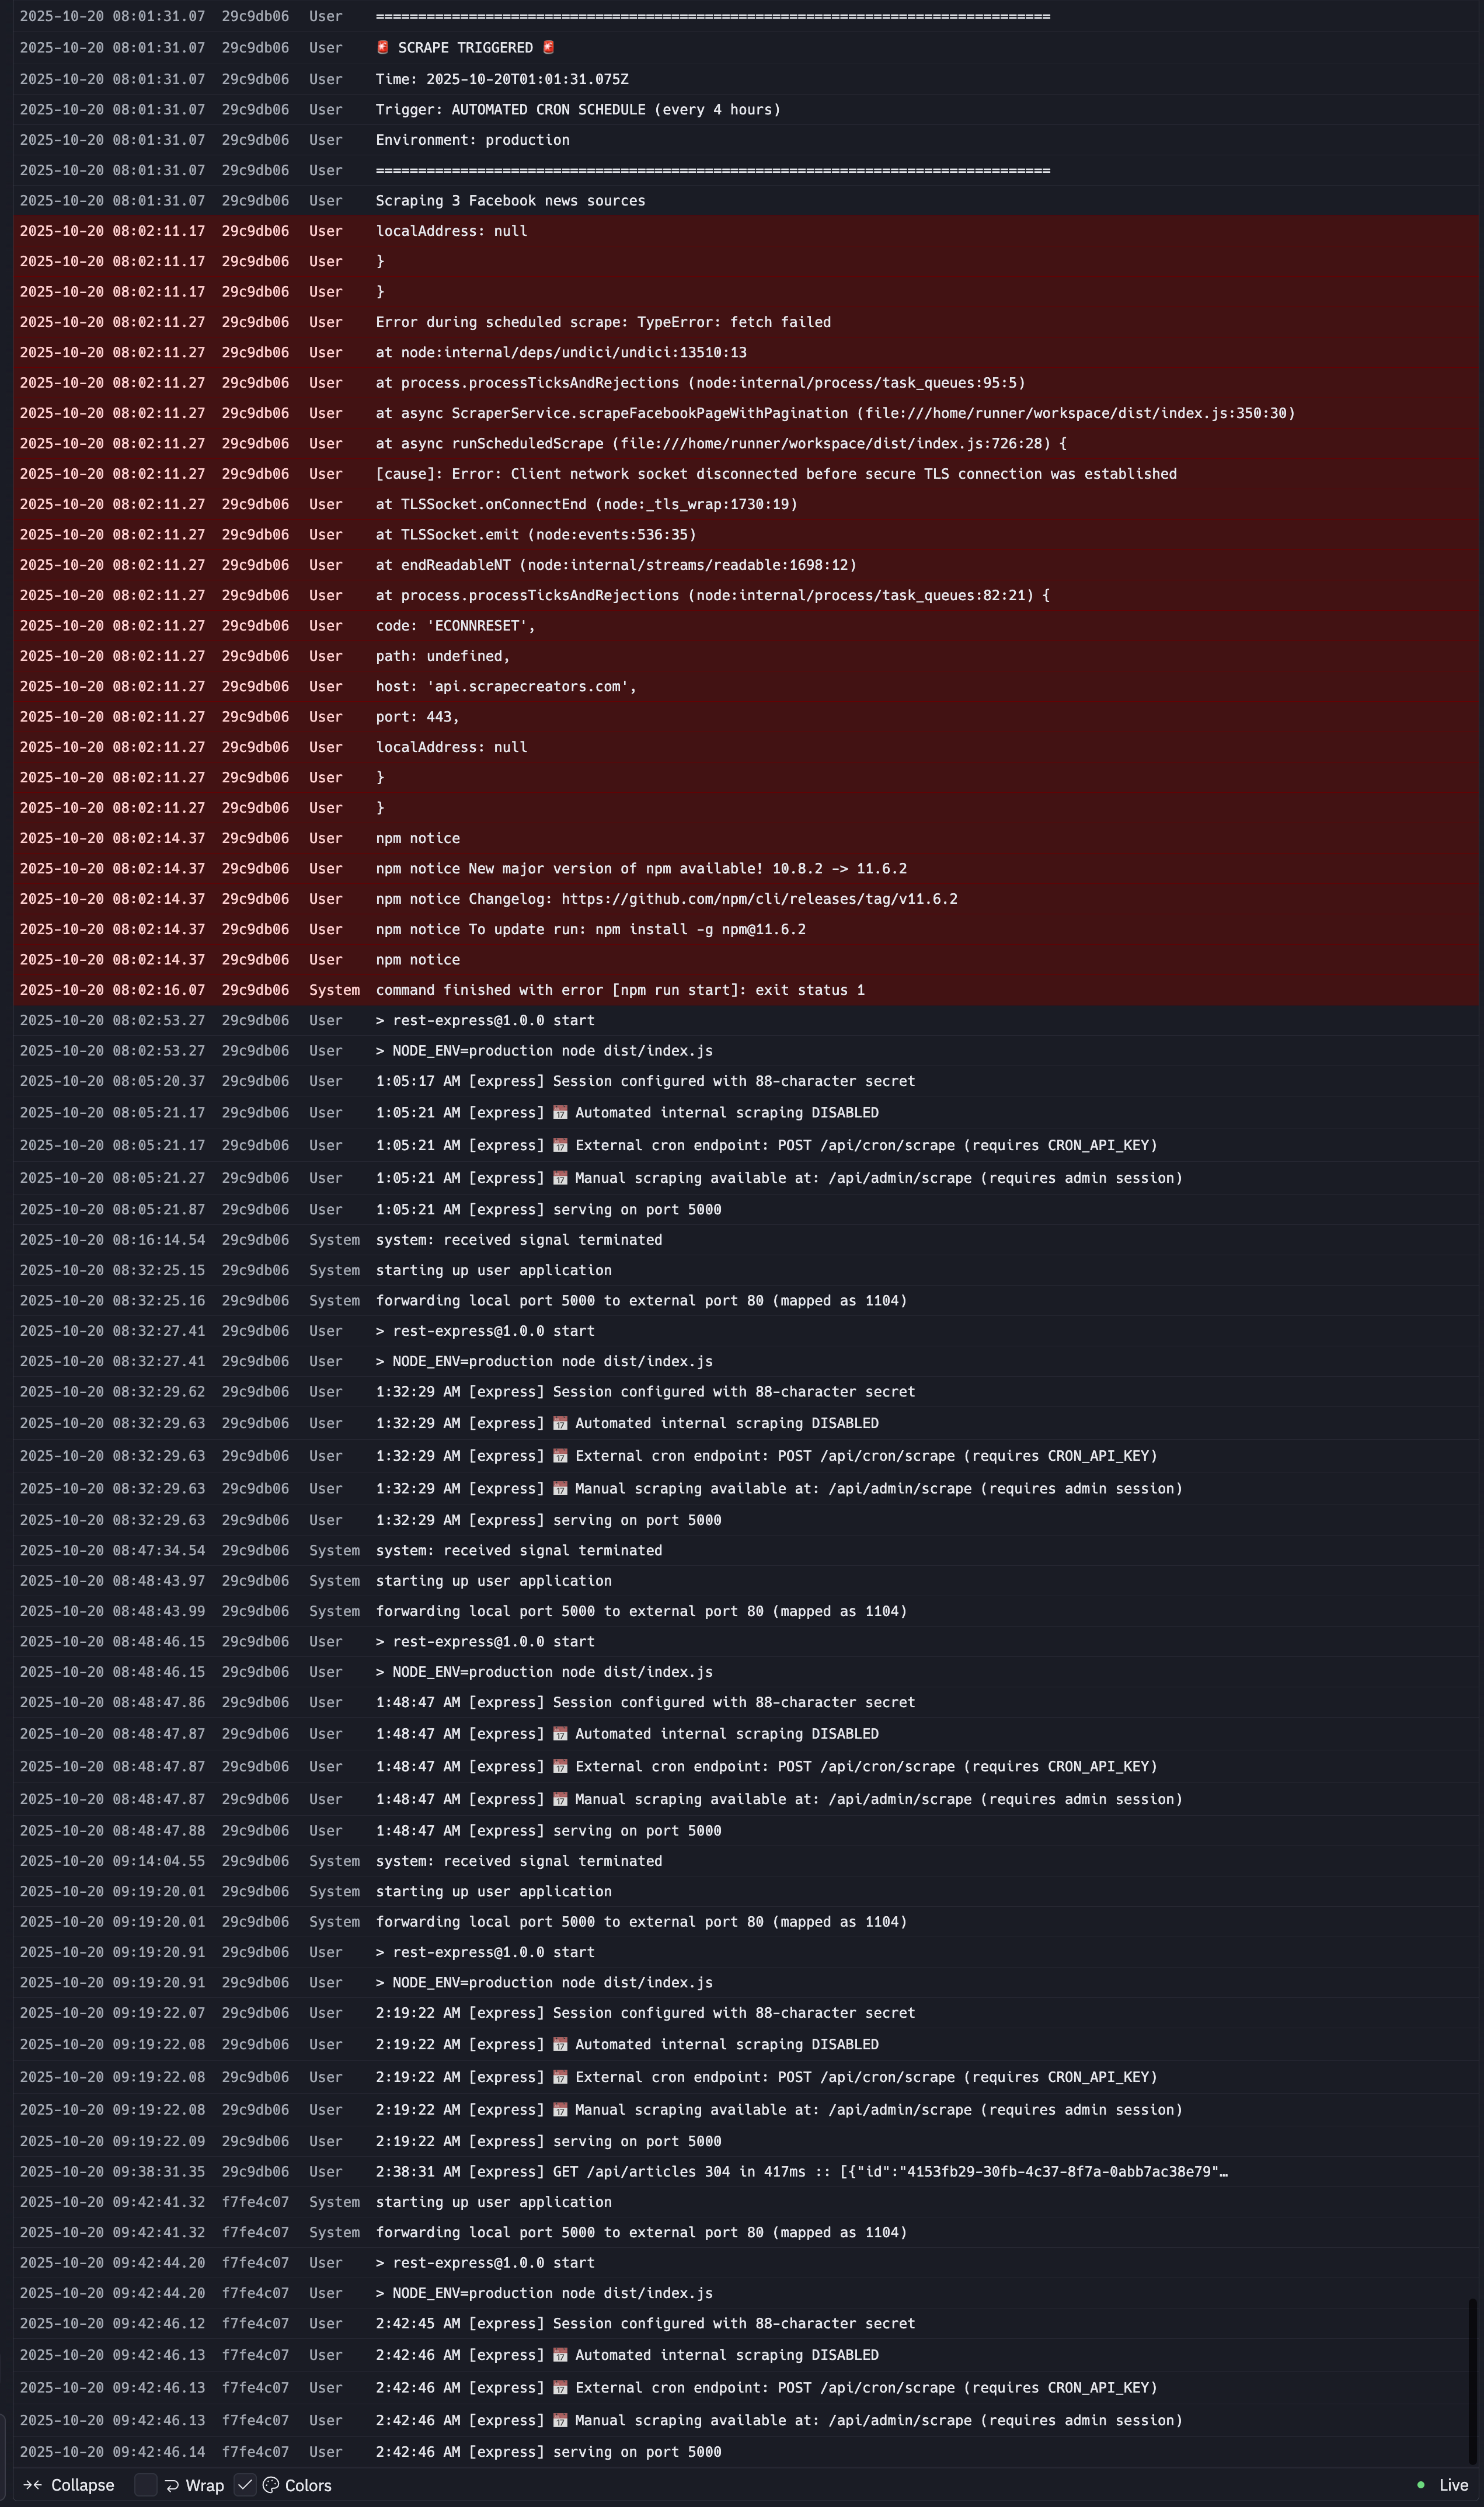 2025-10-20 08:01:31.07 29c9db06 User ================================================================================
2025-10-20 08:01:31.07 29c9db06 User 🚨 SCRAPE TRIGGERED 🚨
2025-10-20 08:01:31.07 29c9db06 User Time: 2025-10-20T01:01:31.075Z
2025-10-20 08:01:31.07 29c9db06 User Trigger: AUTOMATED CRON SCHEDULE (every 4 hours)
2025-10-20 08:01:31.07 29c9db06 User Environment: production
2025-10-20 08:01:31.07 29c9db06 User ================================================================================
2025-10-20 08:01:31.07 29c9db06 User Scraping 3 Facebook news sources
2025-10-20 08:02:11.17 29c9db06 User localAddress: null
2025-10-20 08:02:11.17 29c9db06 User }
2025-10-20 08:02:11.17 29c9db06 User }
2025-10-20 08:02:11.27 29c9db06 User Error during scheduled scrape: TypeError: fetch failed
2025-10-20 08:02:11.27 29c9db06 User at node:internal/deps/undici/undici:13510:13
2025-10-20 08:02:11.27 29c9db06 User at process.processTicksAndRejections (node:internal/process/task_queues:95:5)
2025-10-20 08:02:11.27 29c9db06 User at async ScraperService.scrapeFacebookPageWithPagination (file:///home/runner/workspace/dist/index.js:350:30)
2025-10-20 08:02:11.27 29c9db06 User at async runScheduledScrape (file:///home/runner/workspace/dist/index.js:726:28) {
2025-10-20 08:02:11.27 29c9db06 User [cause]: Error: Client network socket disconnected before secure TLS connection was established
2025-10-20 08:02:11.27 29c9db06 User at TLSSocket.onConnectEnd (node:_tls_wrap:1730:19)
2025-10-20 08:02:11.27 29c9db06 User at TLSSocket.emit (node:events:536:35)
2025-10-20 08:02:11.27 29c9db06 User at endReadableNT (node:internal/streams/readable:1698:12)
2025-10-20 08:02:11.27 29c9db06 User at process.processTicksAndRejections (node:internal/process/task_queues:82:21) {
2025-10-20 08:02:11.27 29c9db06 User code: 'ECONNRESET',
2025-10-20 08:02:11.27 29c9db06 User path: undefined,
2025-10-20 08:02:11.27 29c9db06 User host: 'api.scrapecreators.com',
2025-10-20 08:02:11.27 29c9db06 User port: 443,
2025-10-20 08:02:11.27 29c9db06 User localAddress: null
2025-10-20 08:02:11.27 29c9db06 User }
2025-10-20 08:02:11.27 29c9db06 User }
2025-10-20 08:02:14.37 29c9db06 User npm notice
2025-10-20 08:02:14.37 29c9db06 User npm notice New major version of npm available! 10.8.2 -> 11.6.2
2025-10-20 08:02:14.37 29c9db06 User npm notice Changelog: https://github.com/npm/cli/releases/tag/v11.6.2
2025-10-20 08:02:14.37 29c9db06 User npm notice To update run: npm install -g npm@11.6.2
2025-10-20 08:02:14.37 29c9db06 User npm notice
2025-10-20 08:02:16.07 29c9db06 System command finished with error [npm run start]: exit status 1
2025-10-20 08:02:53.27 29c9db06 User > rest-express@1.0.0 start
2025-10-20 08:02:53.27 29c9db06 User > NODE_ENV=production node dist/index.js
2025-10-20 08:05:20.37 29c9db06 User 1:05:17 AM [express] Session configured with 88-character secret
2025-10-20 08:05:21.17 29c9db06 User 1:05:21 AM [express] 📅 Automated internal scraping DISABLED
2025-10-20 08:05:21.17 29c9db06 User 1:05:21 AM [express] 📅 External cron endpoint: POST /api/cron/scrape (requires CRON_API_KEY)
2025-10-20 08:05:21.27 29c9db06 User 1:05:21 AM [express] 📅 Manual scraping available at: /api/admin/scrape (requires admin session)
2025-10-20 08:05:21.87 29c9db06 User 1:05:21 AM [express] serving on port 5000
2025-10-20 08:16:14.54 29c9db06 System system: received signal terminated
2025-10-20 08:32:25.15 29c9db06 System starting up user application
2025-10-20 08:32:25.16 29c9db06 System forwarding local port 5000 to external port 80 (mapped as 1104)
2025-10-20 08:32:27.41 29c9db06 User > rest-express@1.0.0 start
2025-10-20 08:32:27.41 29c9db06 User > NODE_ENV=production node dist/index.js
2025-10-20 08:32:29.62 29c9db06 User 1:32:29 AM [express] Session configured with 88-character secret
2025-10-20 08:32:29.63 29c9db06 User 1:32:29 AM [express] 📅 Automated internal scraping DISABLED
2025-10-20 08:32:29.63 29c9db06 User 1:32:29 AM [express] 📅 External cron endpoint: POST /api/cron/scrape (requires CRON_API_KEY)
2025-10-20 08:32:29.63 29c9db06 User 1:32:29 AM [express] 📅 Manual scraping available at: /api/admin/scrape (requires admin session)
2025-10-20 08:32:29.63 29c9db06 User 1:32:29 AM [express] serving on port 5000
2025-10-20 08:47:34.54 29c9db06 System system: received signal terminated
2025-10-20 08:48:43.97 29c9db06 System starting up user application
2025-10-20 08:48:43.99 29c9db06 System forwarding local port 5000 to external port 80 (mapped as 1104)
2025-10-20 08:48:46.15 29c9db06 User > rest-express@1.0.0 start
2025-10-20 08:48:46.15 29c9db06 User > NODE_ENV=production node dist/index.js
2025-10-20 08:48:47.86 29c9db06 User 1:48:47 AM [express] Session configured with 88-character secret
2025-10-20 08:48:47.87 29c9db06 User 1:48:47 AM [express] 📅 Automated internal scraping DISABLED
2025-10-20 08:48:47.87 29c9db06 User 1:48:47 AM [express] 📅 External cron endpoint: POST /api/cron/scrape (requires CRON_API_KEY)
2025-10-20 08:48:47.87 29c9db06 User 1:48:47 AM [express] 📅 Manual scraping available at: /api/admin/scrape (requires admin session)
2025-10-20 08:48:47.88 29c9db06 User 1:48:47 AM [express] serving on port 5000
2025-10-20 09:14:04.55 29c9db06 System system: received signal terminated
2025-10-20 09:19:20.01 29c9db06 System starting up user application
2025-10-20 09:19:20.01 29c9db06 System forwarding local port 5000 to external port 80 (mapped as 1104)
2025-10-20 09:19:20.91 29c9db06 User > rest-express@1.0.0 start
2025-10-20 09:19:20.91 29c9db06 User > NODE_ENV=production node dist/index.js
2025-10-20 09:19:22.07 29c9db06 User 2:19:22 AM [express] Session configured with 88-character secret
2025-10-20 09:19:22.08 29c9db06 User 2:19:22 AM [express] 📅 Automated internal scraping DISABLED
2025-10-20 09:19:22.08 29c9db06 User 2:19:22 AM [express] 📅 External cron endpoint: POST /api/cron/scrape (requires CRON_API_KEY)
2025-10-20 09:19:22.08 29c9db06 User 2:19:22 AM [express] 📅 Manual scraping available at: /api/admin/scrape (requires admin session)
2025-10-20 09:19:22.09 29c9db06 User 2:19:22 AM [express] serving on port 5000
2025-10-20 09:38:31.35 29c9db06 User 2:38:31 AM [express] GET /api/articles 304 in 417ms :: [{"id":"4153fb29-30fb-4c37-8f7a-0abb7ac38e79"…
2025-10-20 09:42:41.32 f7fe4c07 System starting up user application
2025-10-20 09:42:41.32 f7fe4c07 System forwarding local port 5000 to external port 80 (mapped as 1104)
2025-10-20 09:42:44.20 f7fe4c07 User > rest-express@1.0.0 start
2025-10-20 09:42:44.20 f7fe4c07 User > NODE_ENV=production node dist/index.js
2025-10-20 09:42:46.12 f7fe4c07 User 2:42:45 AM [express] Session configured with 88-character secret
2025-10-20 09:42:46.13 f7fe4c07 User 2:42:46 AM [express] 📅 Automated internal scraping DISABLED
2025-10-20 09:42:46.13 f7fe4c07 User 2:42:46 AM [express] 📅 External cron endpoint: POST /api/cron/scrape (requires CRON_API_KEY)
2025-10-20 09:42:46.13 f7fe4c07 User 2:42:46 AM [express] 📅 Manual scraping available at: /api/admin/scrape (requires admin session)
2025-10-20 09:42:46.14 f7fe4c07 User 2:42:46 AM [express] serving on port 5000
Collapse Wrap Colors Live